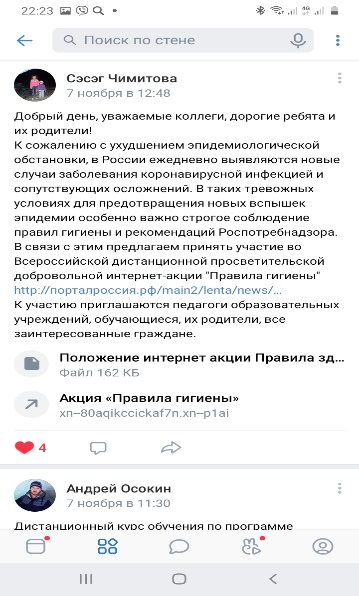 22:23
Поиск по стене
Сэсэг Чимитова
7 ноября в 12:48
Добрый день, уважаемые коллеги, дорогие ребята и
их родители!
К сожалению с ухудшением эпидемиологической
обстановки, в России ежедневно выявляются новые
случаи заболевания коронавирусной инфекцией и
сопутствующих осложнений. В таких тревожных
условиях для предотвращения новых вспышек
эпидемии особенно важно строгое соблюдение
правил гигиены и рекомендаций Роспотребнадзора.
В связи с этим предлагаем принять участие во
Всероссийской дистанционной просветительской
добровольной интернет-акции "Правила гигиены"
http://порталроссия.рф/main2/lenta/news/...
К участию приглашаются педагоги образовательных
учреждений, обучающиеся, их родители, все
заинтересованные граждане.
Положение интернет акции Правила зд...
Файл 162 КБ
Акция «Правила гигиены»
xn–80aqikccickaf7n.xn–p1ai
4
Андрей Осокин
7 ноября в 11:30
Дистанционный курс обучения по программе